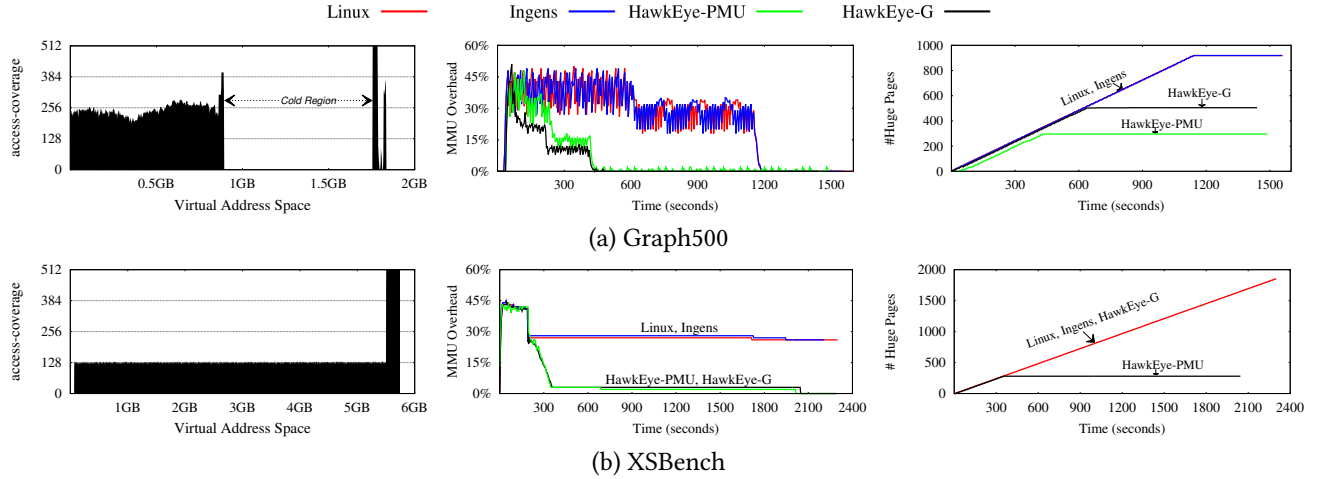 Linux Ingens HawkEye-PMU HawkEye-G
access-coverage
512
384
256
128
0
Cold Region
0.5GB 1GB 1.5GB 2GB
Virtual Address Space
MMU Overhead
60%
45%
30%
15%
0%
300 600 900 1200 1500
Time (seconds)
#Huge Pages
1000
800
600
400
200
0
Linux, Ingens
HawkEye-G
HawkEye-PMU
300 600 900 1200 1500
Time (seconds)
(a) Graph500
access-coverage
512
384
256
128
0
1GB 2GB 3GB 4GB 5GB 6GB
Virtual Address Space
MMU Overhead
60%
45%
30%
15%
0%
Linux, Ingens
HawkEye-PMU, HawkEye-G
300 600 900 1200 1500 1800 2100 2400
Time (seconds)
# Huge Pages
2000
1500
1000
500
0
Linux, Ingens, HawkEye-G
HawkEye-PMU
300 600 900 1200 1500 1800 2100 2400
Time (seconds)
(b) XSBench